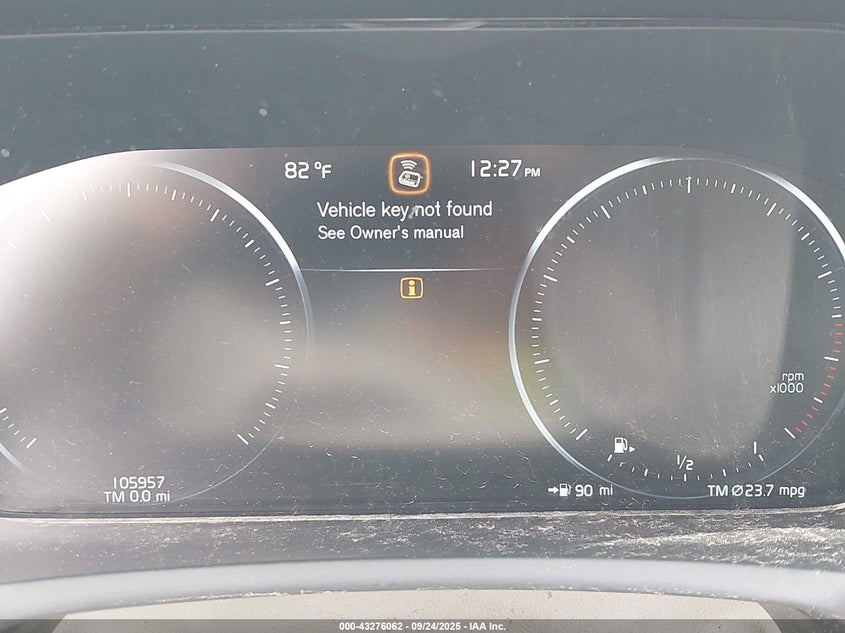 82 °F
12:27 PM
Vehicle key not found
See Owner's manual
rpm
x1000
1/2
105957
TM 0.0 mi
90 mi
TM Ø 23.7 mpg
000-43276062 - 09/24/2025 - IAA Inc.